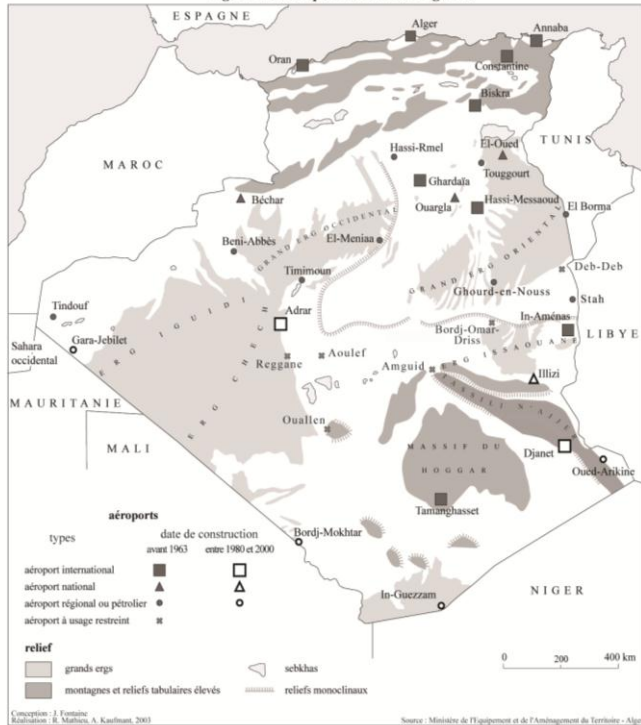 ESPAGNE
Alger
Annaba
Oran
Constantine
Biskra
TUNIS
MAROC
Hassi-Rmel
El-Oued
Touggourt
Ghardaïa
Béchar
Ouargla
Hassi-Messaoud
El Borma
GRAND ERG OCCIDENTAL
Beni-Abbès
El-Meniaa
GRAND ERG ORIENTAL
Deb-Deb
Timimoun
Ghourd-en-Nouss
Stah
Tindouf
Adrar
Bordj-Omar-
Driss
In-Aménas
LIBYE
Sahara
occidental
Gara-Jebilet
ERG IGUIDI
ERG CHECH
Reggane
Aoulef
Amguid
ERG ISSAOUANE
Illizi
MAURITANIE
TASSILI N'AJJER
Ouallen
MALI
MASSIF DU
HOGGAR
Djanet
Oued-Arikine
Tamanghasset
aéroports
types
date de construction
avant 1963
entre 1980 et 2000
Bordj-Mokhtar
aéroport international
aéroport national
aéroport régional ou pétrolier
aéroport à usage restreint
In-Guezzam
NIGER
relief
grands ergs
sebkhas
montagnes et reliefs tabulaires élevés
reliefs monoclinaux
0
200
400 km
Conception : J. Fontaine
Réalisation : R. Mathieu, A. Kaufmant, 2003
Source : Ministère de l'Equipement et de l'Aménagement du Territoire - Alger